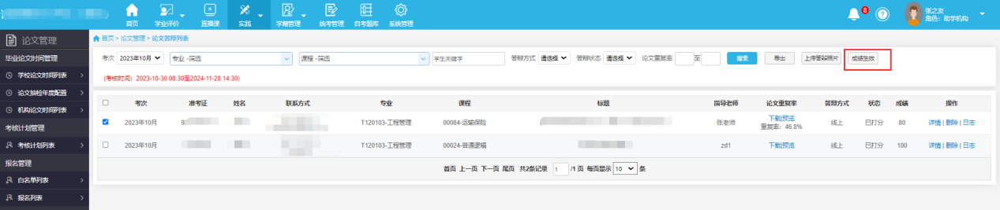 首页 学业评价 直播课 实践 学籍管理 统考管理 自考题库 系统管理 8 张之友
角色：助学机构
论文管理 首页 > 论文管理 > 论文答辩列表
毕业论文时间管理
考次 2023年10月 专业 -筛选 课程 -筛选 学生关键字 答辩方式 请选择 答辩状态 请选择 论文重复率 至 搜索 导出 上传答辩照片 成绩生效
学校论文时间列表
(考核时间：2023-10-30 08:30至2024-11-28 14:30)
论文抽检年度配置
机构论文时间列表
考次 准考证 姓名 联系方式 专业 课程 标题 指导老师 论文重复率 答辩方式 状态 成绩 操作
考核计划管理
2023年10月 T120103-工程管理 00084-运输保险 张老师 下载|预览 重复率：46.8% 线上 已打分 80 详情 | 删除 | 日志
考核计划列表
2023年10月 T120103-工程管理 00024-普通逻辑 zd1 下载|预览 线上 已打分 100 详情 | 删除 | 日志
报名管理
首页 上一页 下一页 尾页 共2条记录 1 /1 页 每页显示 10 条
白名单列表
报名列表